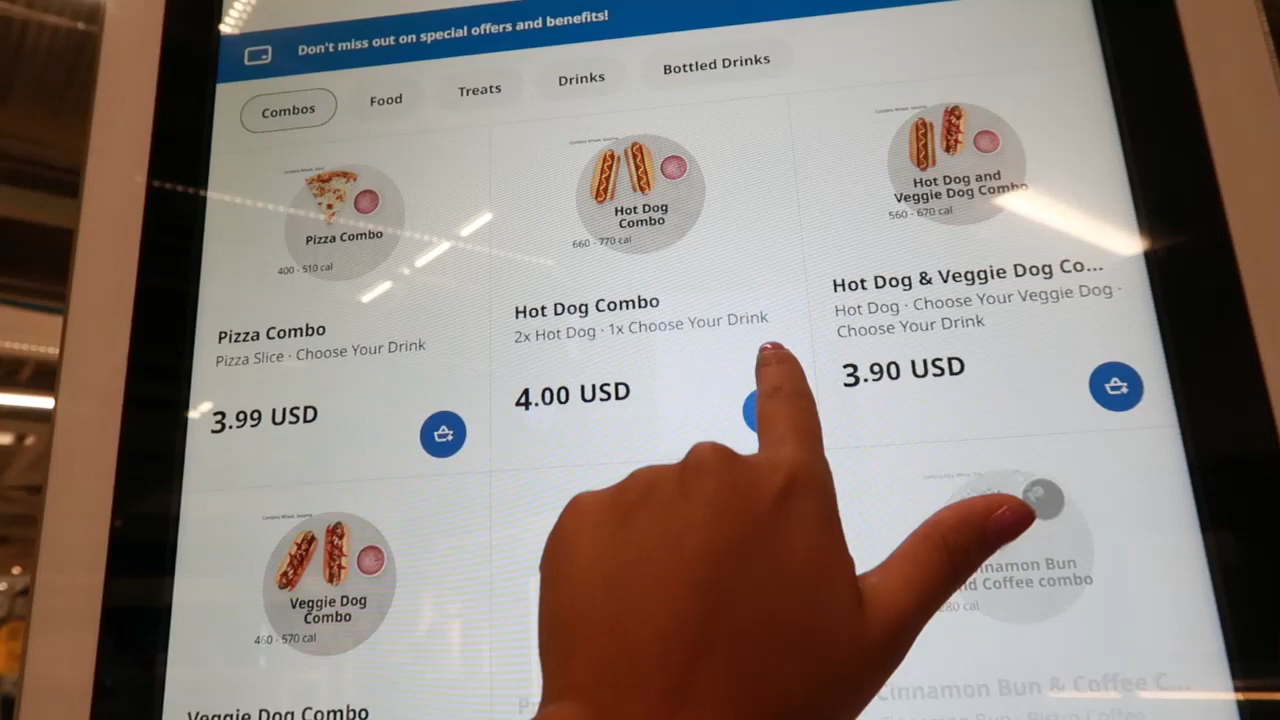 Don't miss out on special offers and benefits!
Combos
Food
Treats
Drinks
Bottled Drinks
Pizza Combo
400 - 510 cal
Pizza Combo
Pizza Slice · Choose Your Drink
3.99 USD
Hot Dog
Combo
660 - 770 cal
Hot Dog Combo
2x Hot Dog · 1x Choose Your Drink
4.00 USD
Hot Dog and
Veggie Dog Combo
560 - 670 cal
Hot Dog & Veggie Dog Co...
Hot Dog · Choose Your Veggie Dog ·
Choose Your Drink
3.90 USD
Veggie Dog
Combo
460 - 570 cal
Veggie Dog Combo
namon Bun
nd Coffee combo
280 cal
Cinnamon Bun & Coffee C...